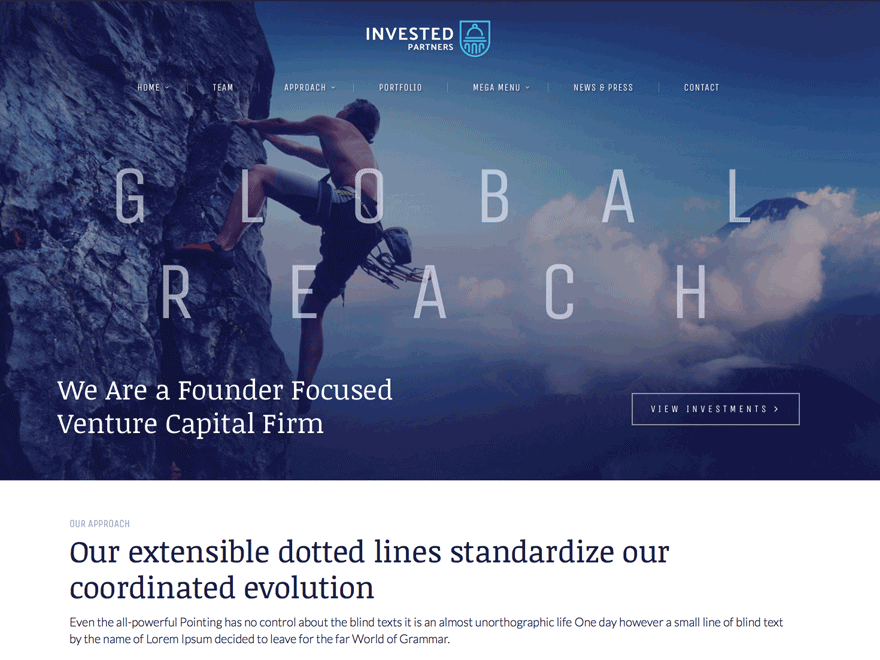 INVESTED
PARTNERS
HOME TEAM APPROACH PORTFOLIO MEGA MENU NEWS & PRESS CONTACT
GLOBAL
REACH
We Are a Founder Focused
Venture Capital Firm
VIEW INVESTMENTS >
OUR APPROACH
Our extensible dotted lines standardize our
coordinated evolution
Even the all-powerful Pointing has no control about the blind texts it is an almost unorthographic life One day however a small line of blind text
by the name of Lorem Ipsum decided to leave for the far World of Grammar.